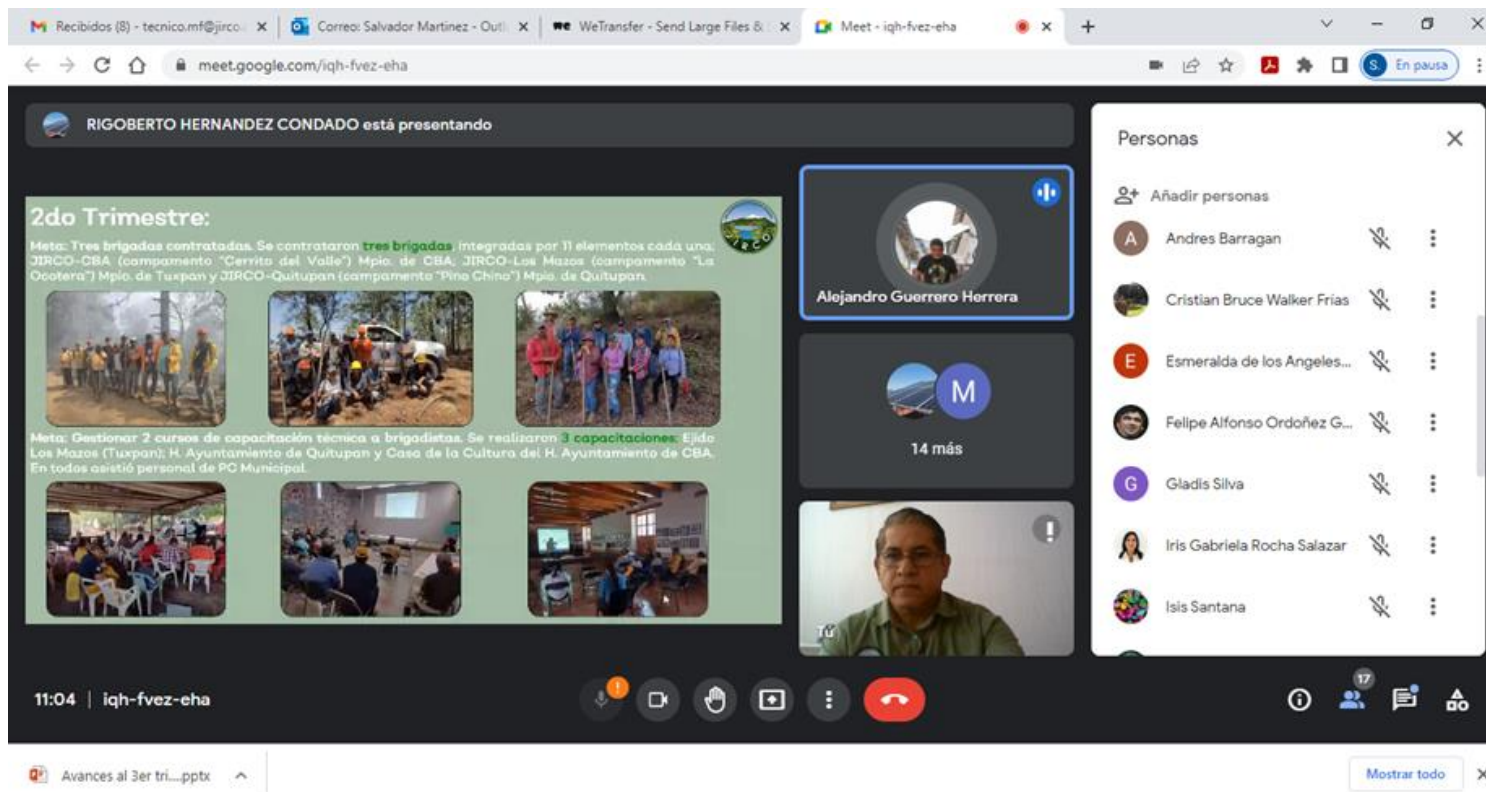 Recibidos (8) - tecnico.mf@jirco
Correo: Salvador Martinez - Outl
we WeTransfer - Send Large Files &
Meet - iqh-fvez-eha
meet.google.com/iqh-fvez-eha
S. En pausa
RIGOBERTO HERNANDEZ CONDADO está presentando
2do Trimestre:
JIRCO
Meta: Tres brigadas contratadas. Se contrataron tres brigadas, integradas por 11 elementos cada una;
JIRCO-CBA (campamento "Cerrito del Valle") Mpio. de CBA; JIRCO-Los Mazos (campamento "La
Ocotera") Mpio. de Tuxpan y JIRCO-Quitupan (campamento "Pino Chino") Mpio. de Quitupan.
Meta: Gestionar 2 cursos de capacitación técnica a brigadistas. Se realizaron 3 capacitaciones; Ejido
Los Mazos (Tuxpan); H. Ayuntamiento de Quitupan y Casa de la Cultura del H. Ayuntamiento de CBA.
En todas asistió personal de PC Municipal.
Alejandro Guerrero Herrera
M
14 más
Tú
Personas
Añadir personas
A Andres Barragan
Cristian Bruce Walker Frías
E Esmeralda de los Angeles...
Felipe Alfonso Ordoñez G...
G Gladis Silva
Iris Gabriela Rocha Salazar
Isis Santana
11:04 | iqh-fvez-eha
17
Avances al 3er tri....pptx
Mostrar todo